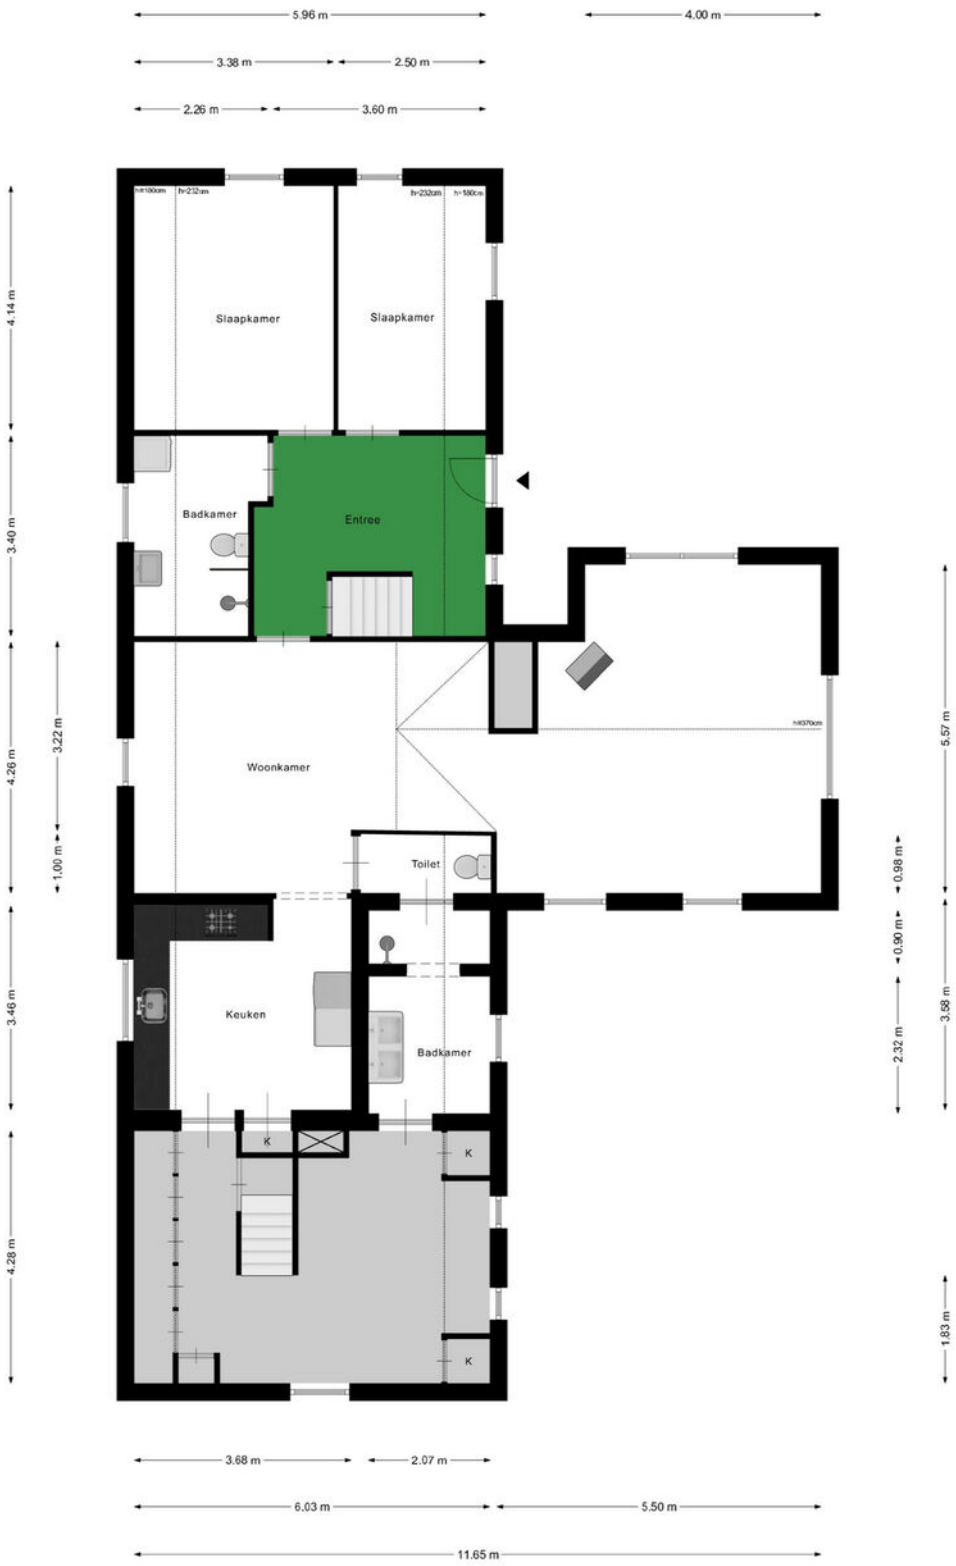 5.96 m
4.00 m
3.38 m
2.50 m
2.26 m
3.60 m
h=180cm
h=232cm
h=232cm
h=180cm
4.14 m
Slaapkamer
Slaapkamer
3.40 m
Badkamer
Entree
3.22 m
4.26 m
1.00 m
Woonkamer
h=370cm
5.57 m
Toilet
0.98 m
0.90 m
3.46 m
Keuken
Badkamer
2.32 m
3.58 m
K
K
4.28 m
K
1.83 m
3.68 m
2.07 m
6.03 m
5.50 m
11.65 m